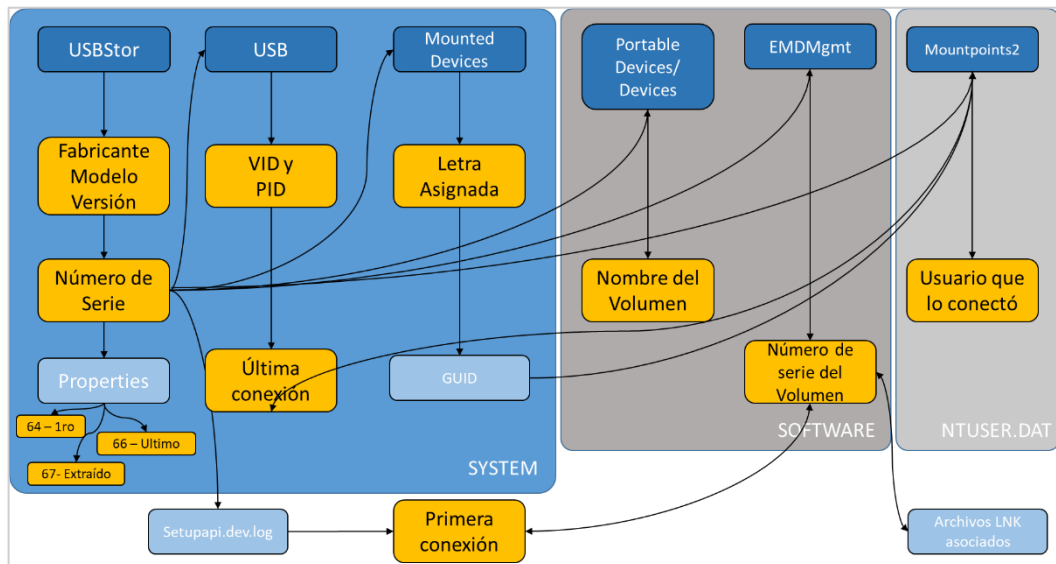 USBStor
USB
Mounted
Devices
Portable
Devices/
Devices
EMDMgmt
Mountpoints2
Fabricante
Modelo
Versión
VID y
PID
Letra
Asignada
Número de
Serie
Nombre del
Volumen
Usuario que
lo conectó
Properties
Última
conexión
GUID
Número de
serie del
Volumen
64 – 1ro
66 – Ultimo
67- Extraído
SYSTEM
SOFTWARE
NTUSER.DAT
Setupapi.dev.log
Primera
conexión
Archivos LNK
asociados